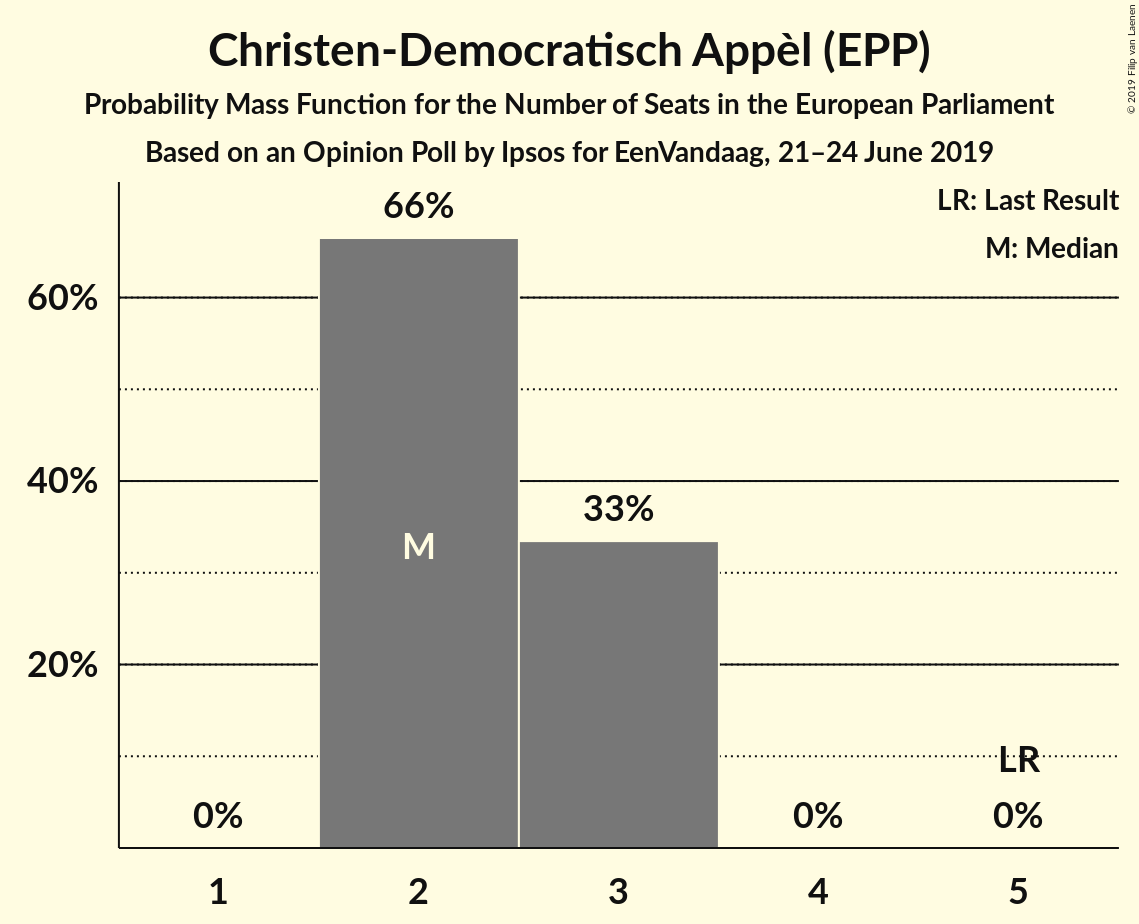 Christen-Democratisch Appèl (EPP)
Probability Mass Function for the Number of Seats in the European Parliament
Based on an Opinion Poll by Ipsos for EenVandaag, 21–24 June 2019
© 2019 Filip van Laenen
LR: Last Result
M: Median
66%
60%
40%
33%
M
20%
LR
0%
0%
0%
1
2
3
4
5